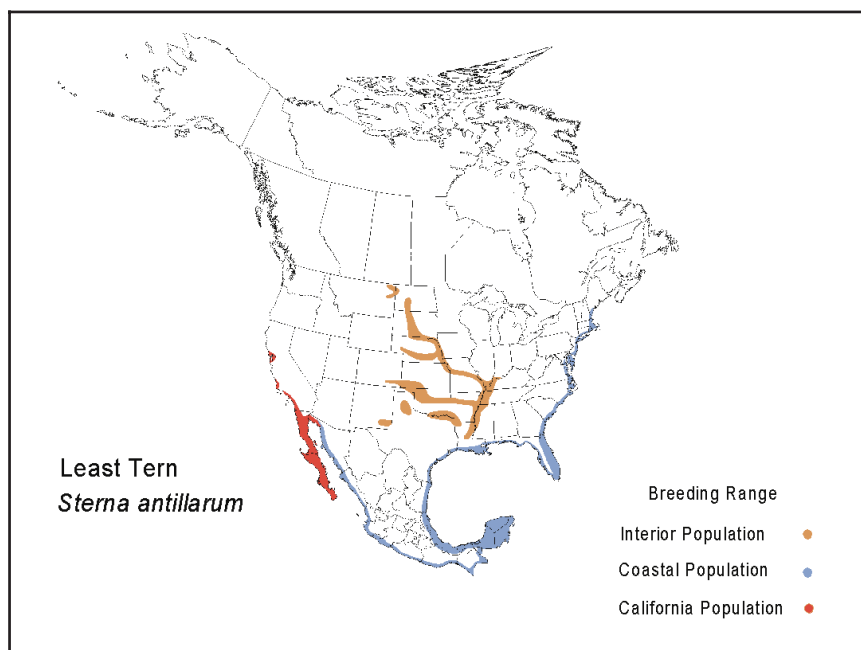 Least Tern
Sterna antillarum
Breeding Range
Interior Population
Coastal Population
California Population